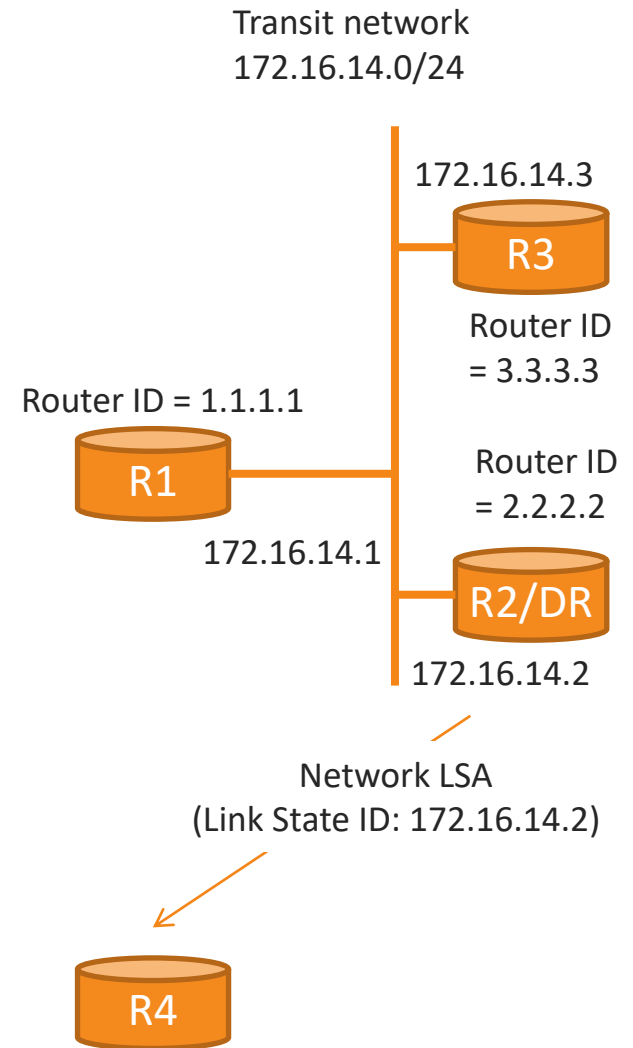 Transit network
172.16.14.0/24
172.16.14.3
R3
Router ID
= 3.3.3.3
Router ID = 1.1.1.1
R1
Router ID
= 2.2.2.2
172.16.14.1
R2/DR
172.16.14.2
Network LSA
(Link State ID: 172.16.14.2)
R4